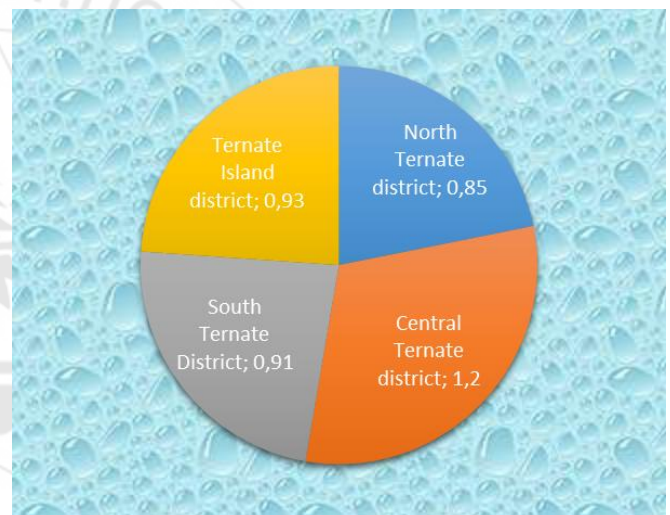 North
Ternate
district; 0,85
Central
Ternate
district; 1,2
South
Ternate
District; 0,91
Ternate
Island
district; 0,93